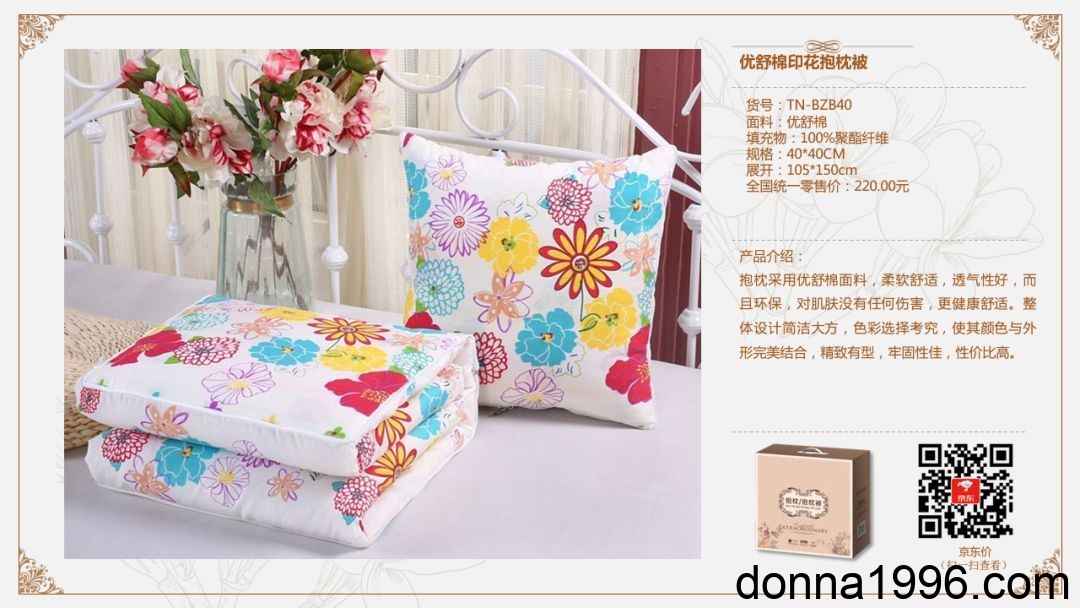 优舒棉印花抱枕被
货号：TN-BZB40
面料：优舒棉
填充物：100%聚酯纤维
规格：40*40CM
展开：105*150cm
全国统一零售价：220.00元
产品介绍：
抱枕采用优舒棉面料，柔软舒适，透气性好，而
且环保，对肌肤没有任何伤害，更健康舒适。整
体设计简洁大方，色彩选择考究，使其颜色与外
形完美结合，精致有型，牢固性佳，性价比高。
抱枕/抱枕被
EXTRAORDINARY
京东
京东价
（扫一扫查看）
donna1996.com